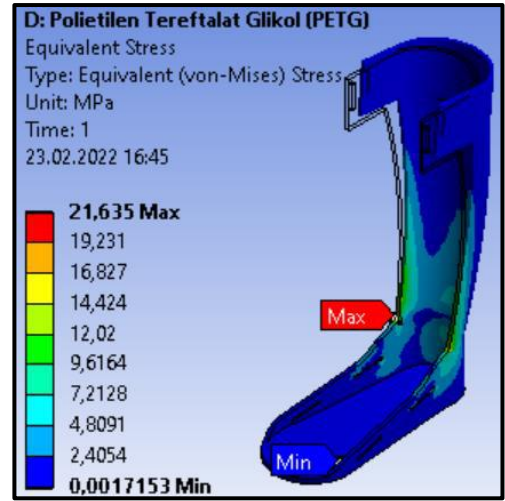 D: Polietilen Tereftalat Glikol (PETG)
Equivalent Stress
Type: Equivalent (von-Mises) Stress
Unit: MPa
Time: 1
23.02.2022 16:45
21,635 Max
19,231
16,827
14,424
12,02
9,6164
7,2128
4,8091
2,4054
0,0017153 Min
Max
Min